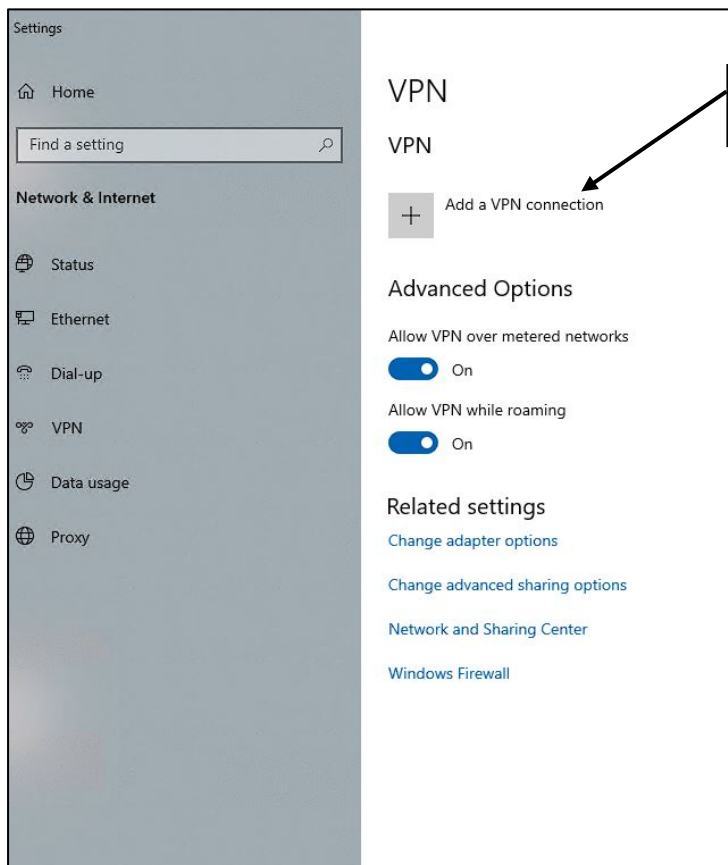 Settings
Home
Find a setting
Network & Internet
Status
Ethernet
Dial-up
VPN
Data usage
Proxy
VPN
VPN
Add a VPN connection
Advanced Options
Allow VPN over metered networks
On
Allow VPN while roaming
On
Related settings
Change adapter options
Change advanced sharing options
Network and Sharing Center
Windows Firewall